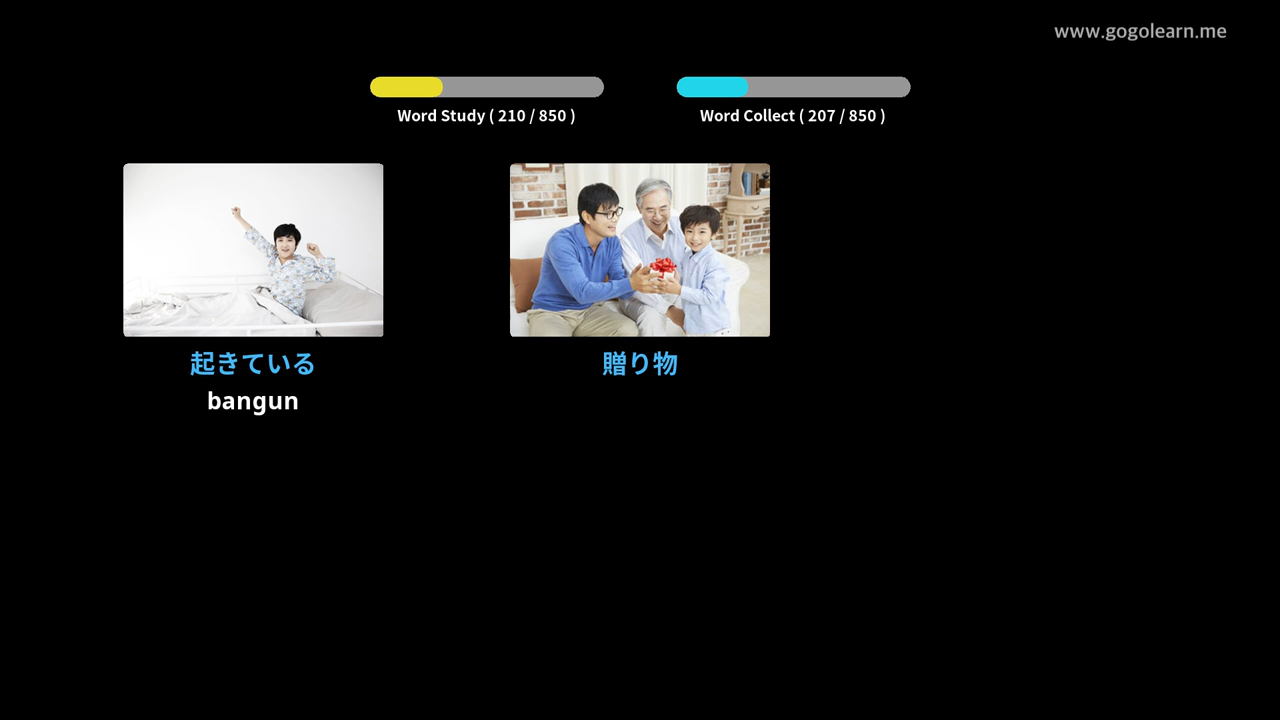 www.gogolearn.me
Word Study ( 210 / 850 )
Word Collect ( 207 / 850 )
起きている
bangun
贈り物